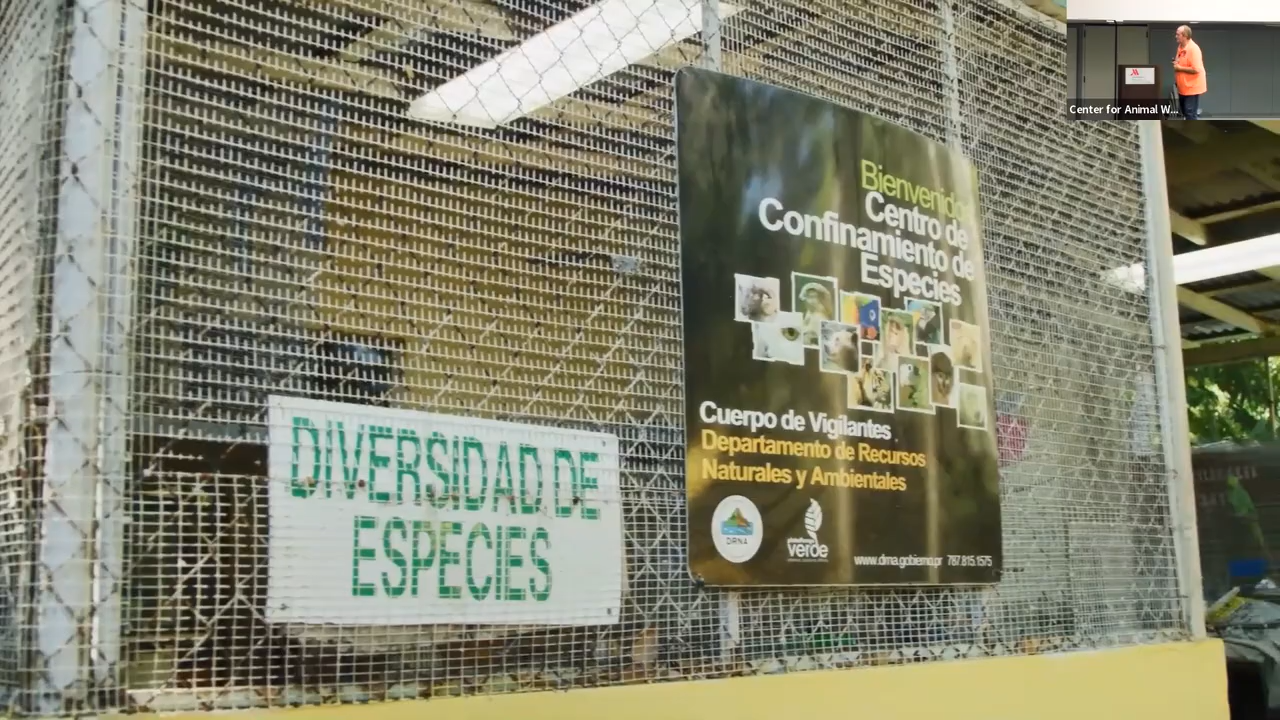 Center for Animal W...
Bienvenido
Centro de
Confinamiento de
Especies
DIVERSIDAD DE
ESPECIES
Cuerpo de Vigilantes
Departamento de Recursos
Naturales y Ambientales
DRNA
verde
www.drna.gobierno.pr 787.815.1575